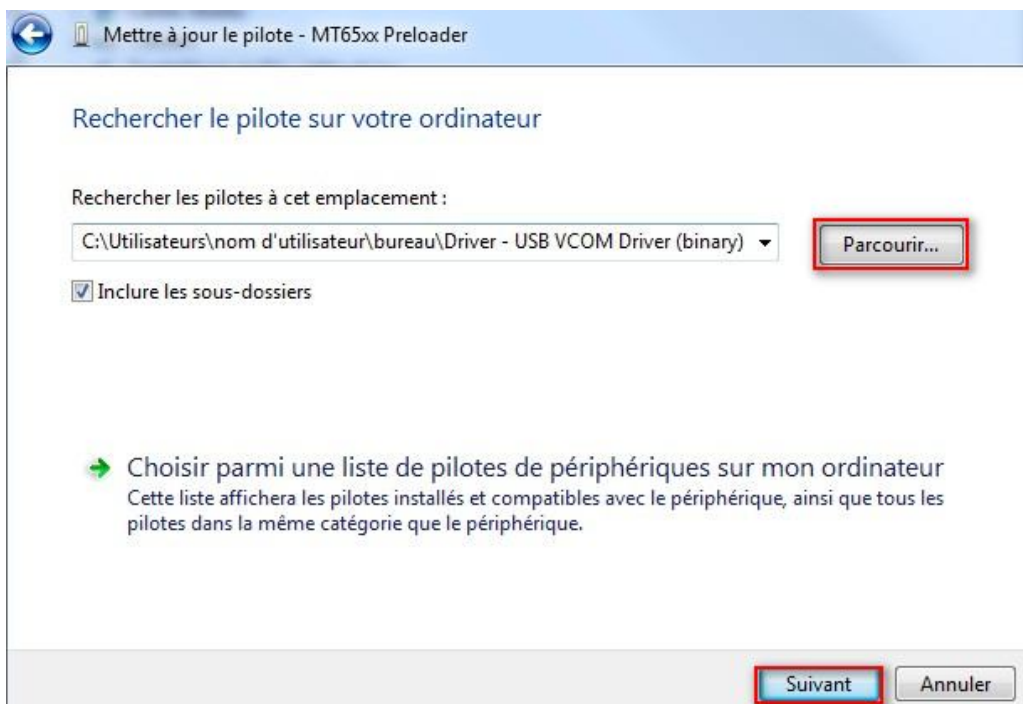 Mettre à jour le pilote - MT65xx Preloader
Rechercher le pilote sur votre ordinateur
Rechercher les pilotes à cet emplacement :
C:\Utilisateurs\nom d'utilisateur\bureau\Driver - USB VCOM Driver (binary)
Parcourir...
Inclure les sous-dossiers
Choisir parmi une liste de pilotes de périphériques sur mon ordinateur
Cette liste affichera les pilotes installés et compatibles avec le périphérique, ainsi que tous les
pilotes dans la même catégorie que le périphérique.
Suivant
Annuler